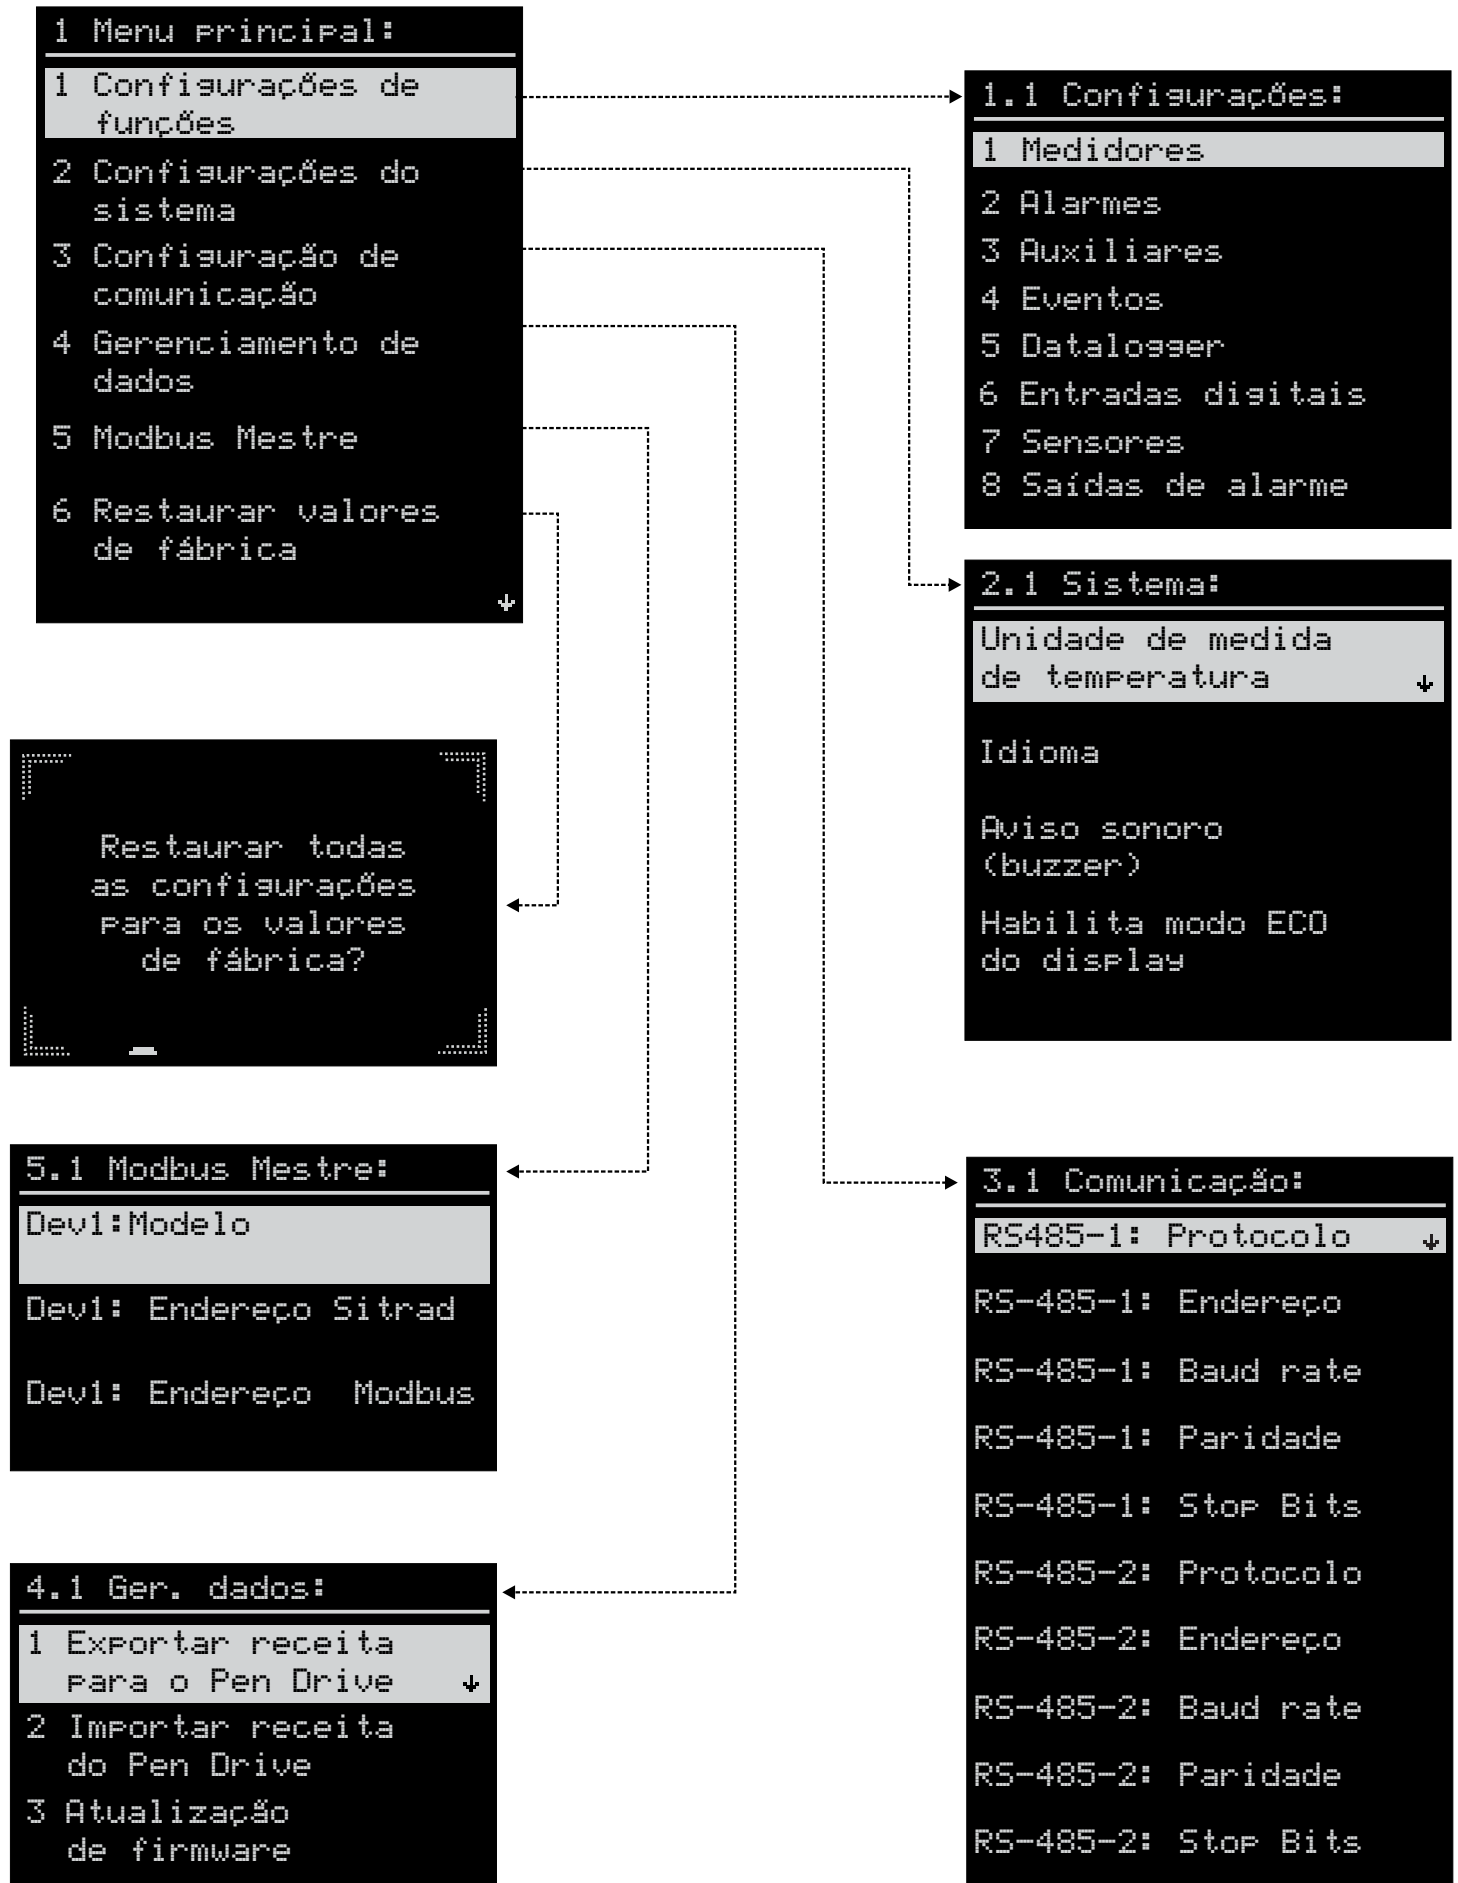 1 Menu principal:
1 Configurações de
funções
2 Configurações do
sistema
3 Configuração de
comunicação
4 Gerenciamento de
dados
5 Modbus Mestre
6 Restaurar valores
de fábrica
1.1 Configurações:
1 Medidores
2 Alarmes
3 Auxiliares
4 Eventos
5 Datalogger
6 Entradas digitais
7 Sensores
8 Saídas de alarme
2.1 Sistema:
Unidade de medida
de temperatura
Idioma
Aviso sonoro
(buzzer)
Habilita modo ECO
do display
Restaurar todas
as configurações
para os valores
de fábrica?
5.1 Modbus Mestre:
Dev1:Modelo
Dev1: Endereço Sitrad
Dev1: Endereço Modbus
3.1 Comunicação:
RS485-1: Protocolo
RS-485-1: Endereço
RS-485-1: Baud rate
RS-485-1: Paridade
RS-485-1: Stop Bits
RS-485-2: Protocolo
RS-485-2: Endereço
RS-485-2: Baud rate
RS-485-2: Paridade
RS-485-2: Stop Bits
4.1 Ger. dados:
1 Exportar receita
para o Pen Drive
2 Importar receita
do Pen Drive
3 Atualização
de firmware